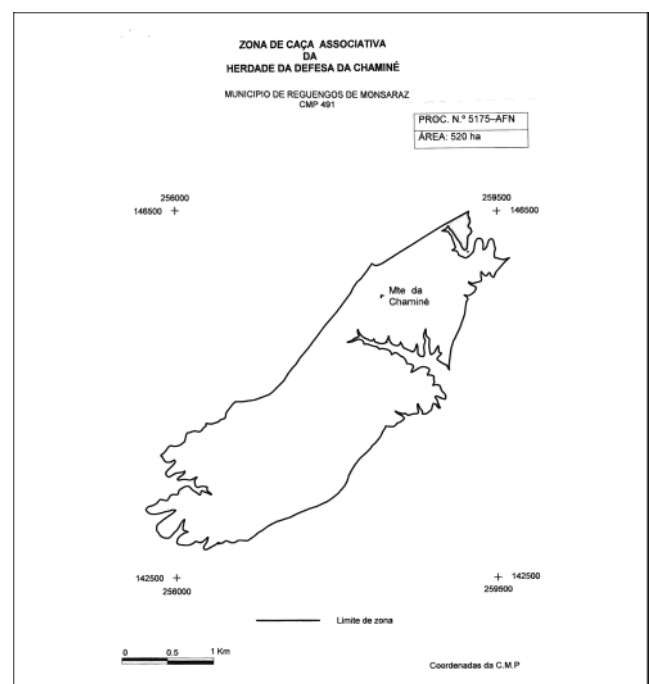 ZONA DE CAÇA ASSOCIATIVA
DA
HERDADE DA DEFESA DA CHAMINÉ
MUNICIPIO DE REGUENGOS DE MONSARAZ
CMP 491
PROC. N.º 5175–AFN
ÁREA: 520 ha
256000
259500
146500
146500
Mte da
Chaminé
142500
142500
256000
259500
Limite de zona
0 0.5 1 Km
Coordenadas da C.M.P